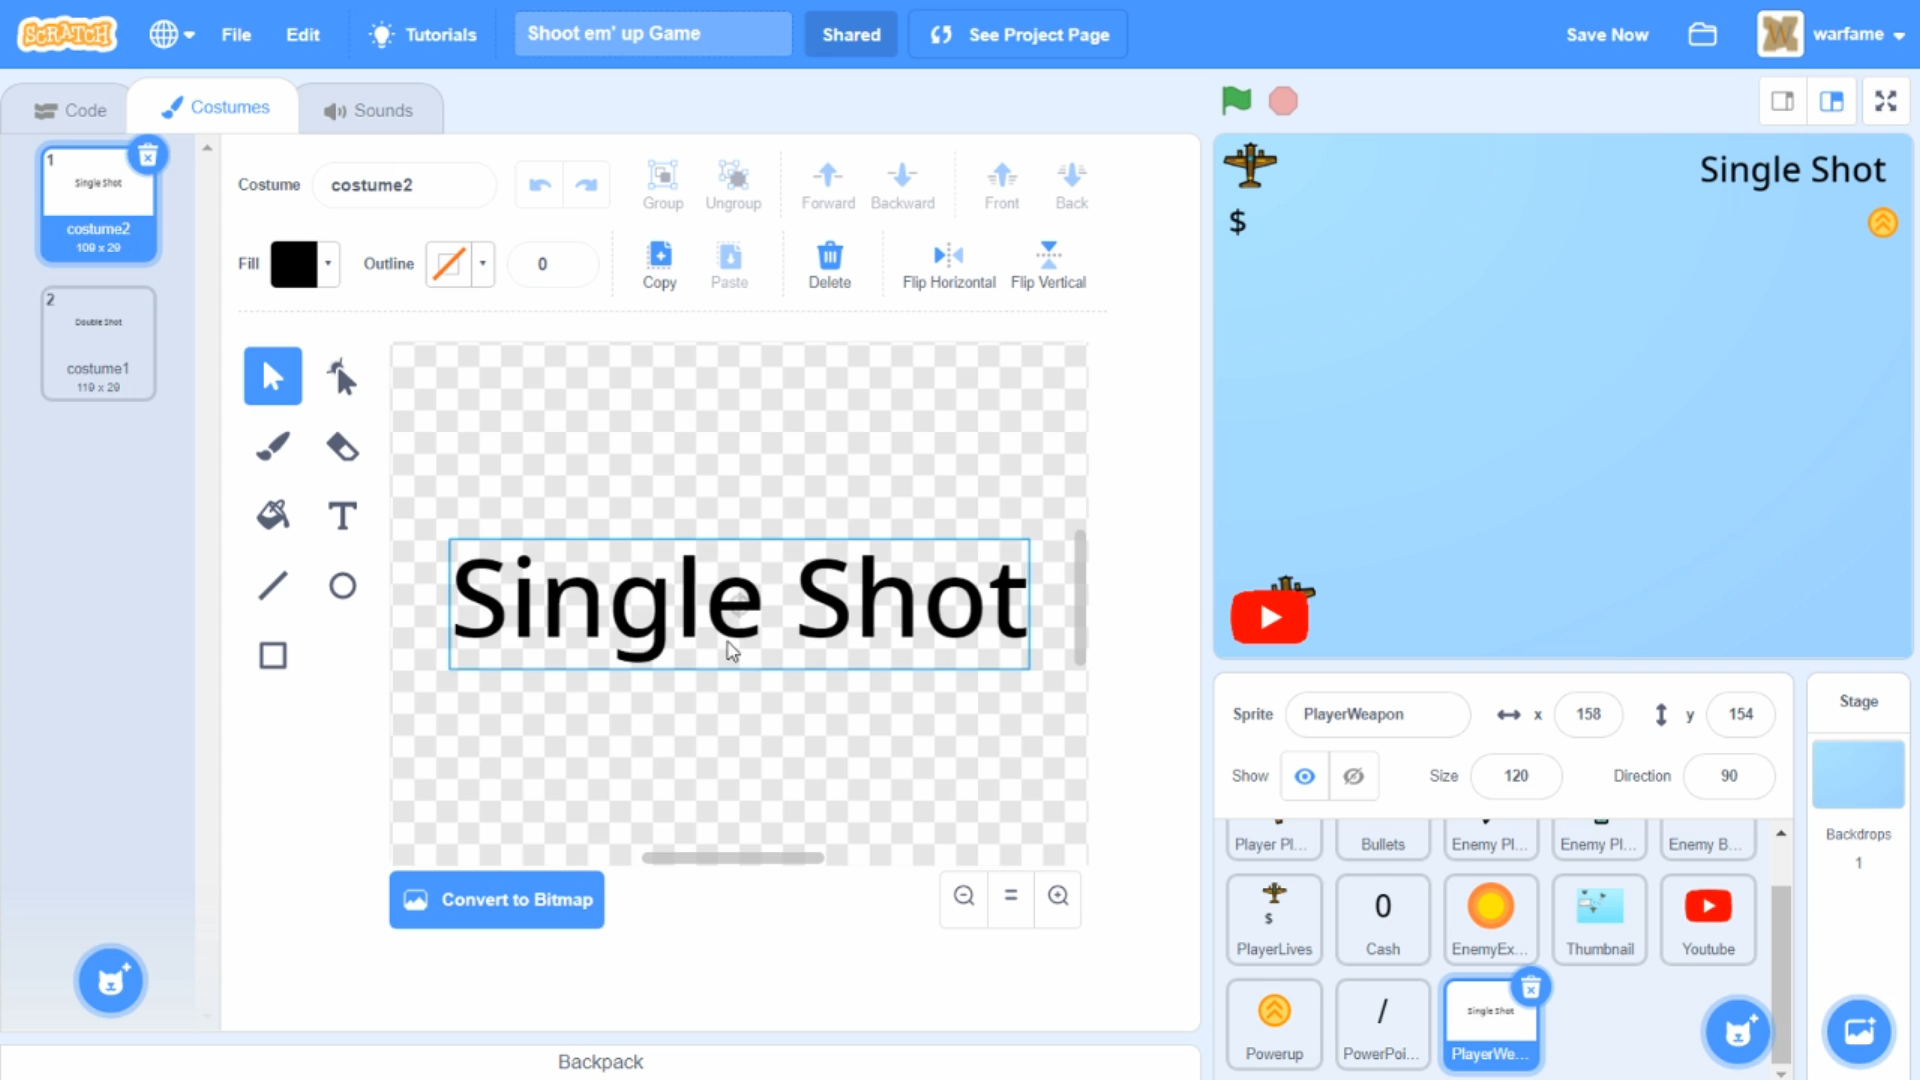 SCRATCH
File
Edit
Tutorials
Shoot em' up Game
Shared
See Project Page
Save Now
W
warfame
Code
Costumes
Sounds
1
Single Shot
costume2
109 x 29
2
Double Shot
costume1
119 x 29
Costume
costume2
Group
Ungroup
Forward
Backward
Front
Back
Fill
Outline
0
Copy
Paste
Delete
Flip Horizontal
Flip Vertical
T
Single Shot
Convert to Bitmap
Backpack
Single Shot
$
Sprite
PlayerWeapon
x
158
y
154
Show
Size
120
Direction
90
Player Pl...
Bullets
Enemy Pl...
Enemy Pl...
Enemy B...
$
PlayerLives
0
Cash
EnemyEx...
Thumbnail
Youtube
Powerup
/
PowerPoi...
Single Shot
PlayerWe...
Stage
Backdrops
1